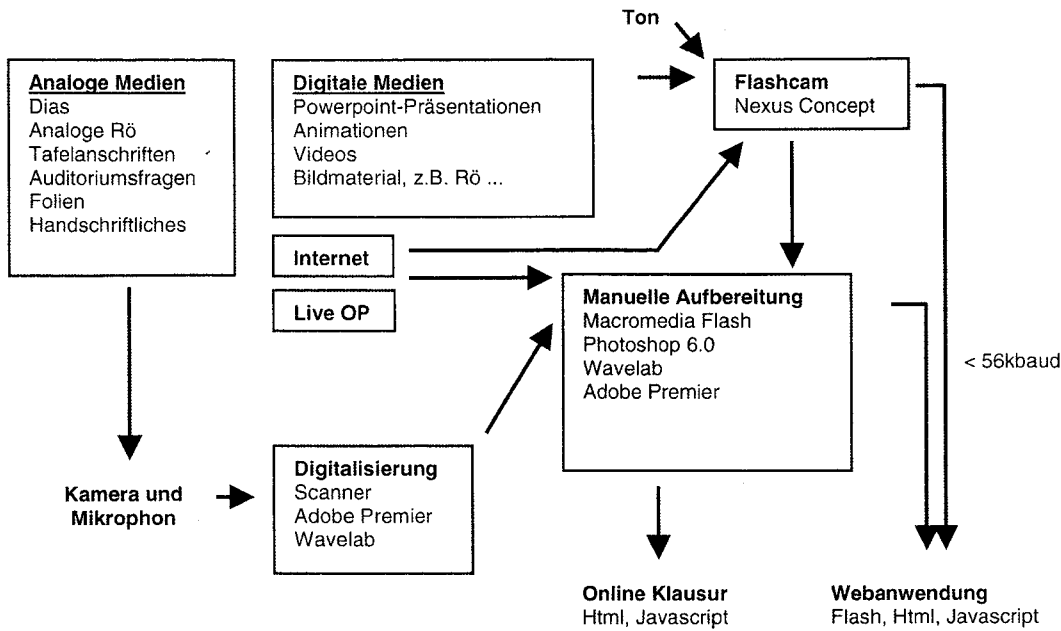 Ton
Analoge Medien
Dias
Analoge Rö
Tafelanschriften
Auditoriumsfragen
Folien
Handschriftliches
Digitale Medien
Powerpoint-Präsentationen
Animationen
Videos
Bildmaterial, z.B. Rö ...
Flashcam
Nexus Concept
Internet
Live OP
Manuelle Aufbereitung
Macromedia Flash
Photoshop 6.0
Wavelab
Adobe Premier
< 56kbaud
Kamera und
Mikrophon
Digitalisierung
Scanner
Adobe Premier
Wavelab
Online Klausur
Html, Javascript
Webanwendung
Flash, Html, Javascript